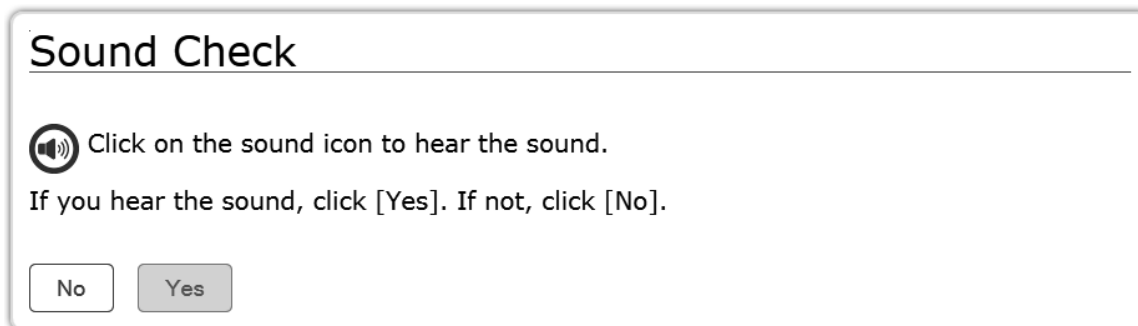 Sound Check
Click on the sound icon to hear the sound.
If you hear the sound, click [Yes]. If not, click [No].
No Yes